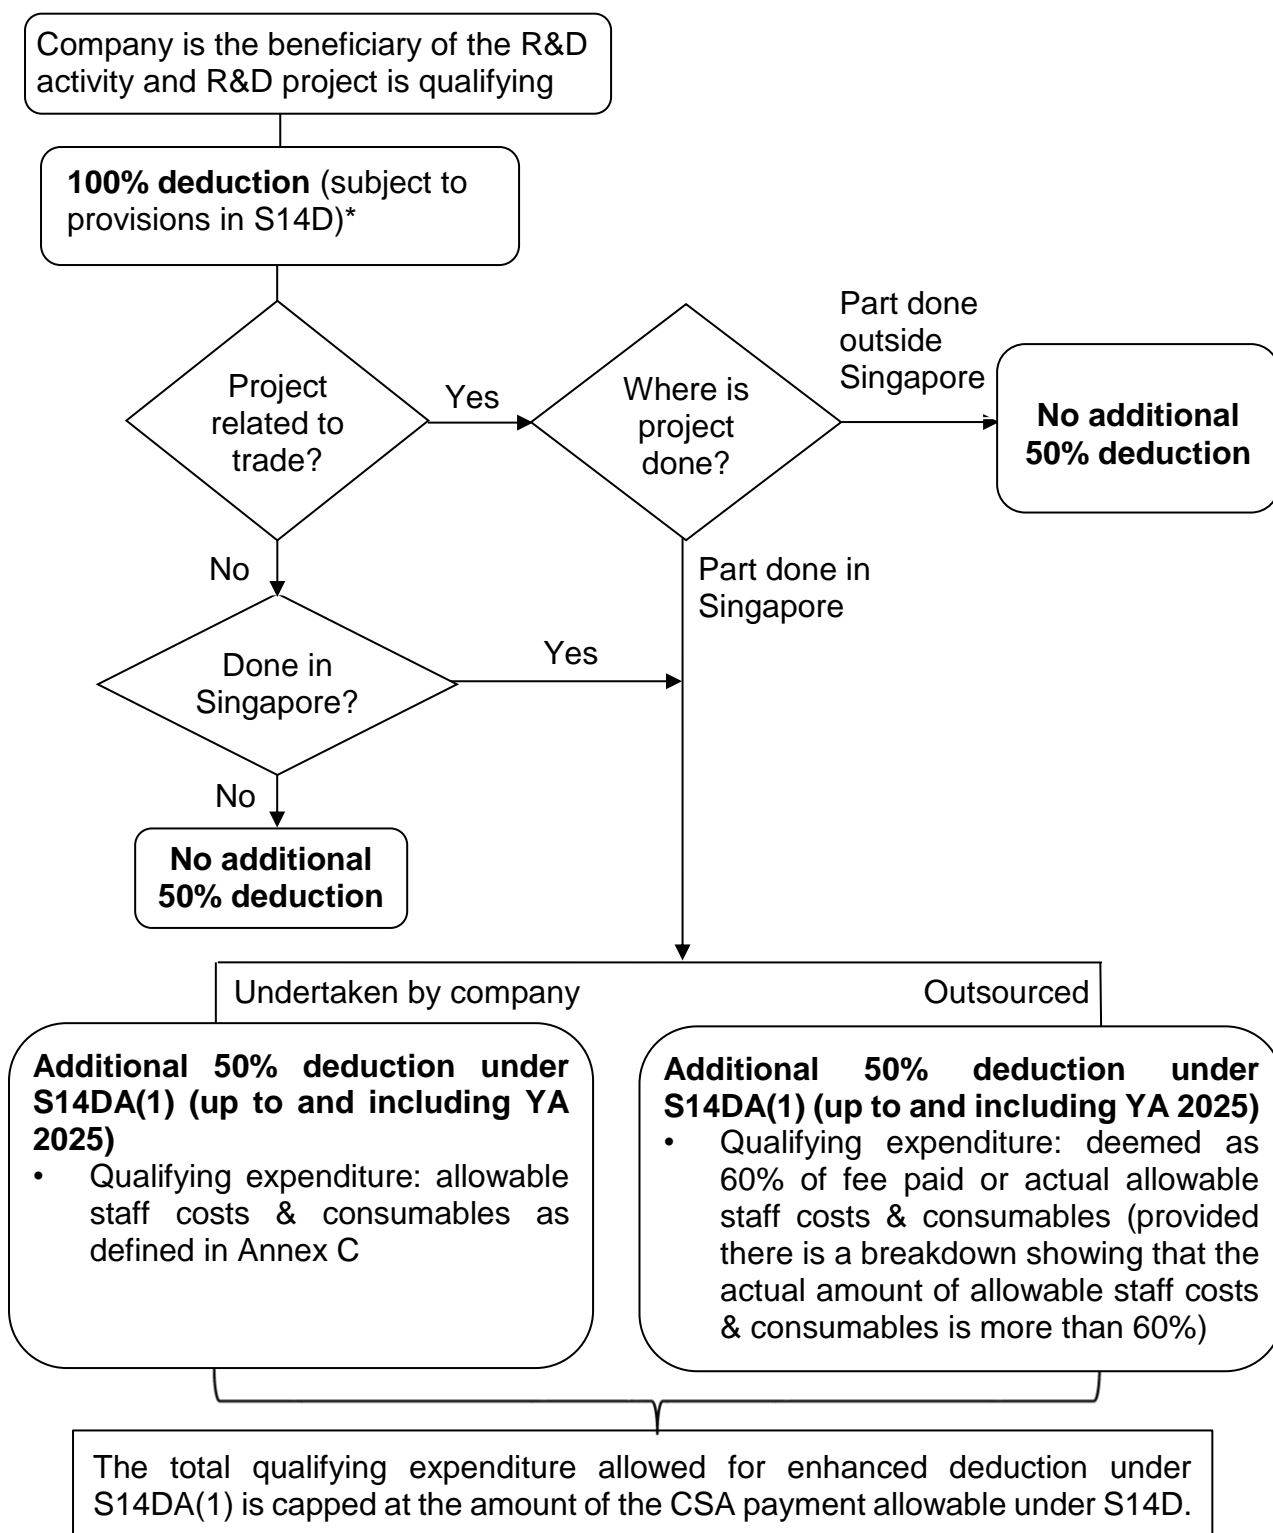 Company is the beneficiary of the R&D
activity and R&D project is qualifying
100% deduction (subject to
provisions in S14D)*
Project
related to
trade?
Yes
Where is
project
done?
Part done
outside
Singapore
No additional
50% deduction
No
Part done in
Singapore
Done in
Singapore?
Yes
No
No additional
50% deduction
Undertaken by company
Outsourced
Additional 50% deduction under
S14DA(1) (up to and including YA
2025)
• Qualifying expenditure: allowable
staff costs & consumables as
defined in Annex C
Additional 50% deduction under
S14DA(1) (up to and including YA 2025)
• Qualifying expenditure: deemed as
60% of fee paid or actual allowable
staff costs & consumables (provided
there is a breakdown showing that the
actual amount of allowable staff costs
& consumables is more than 60%)
The total qualifying expenditure allowed for enhanced deduction under
S14DA(1) is capped at the amount of the CSA payment allowable under S14D.